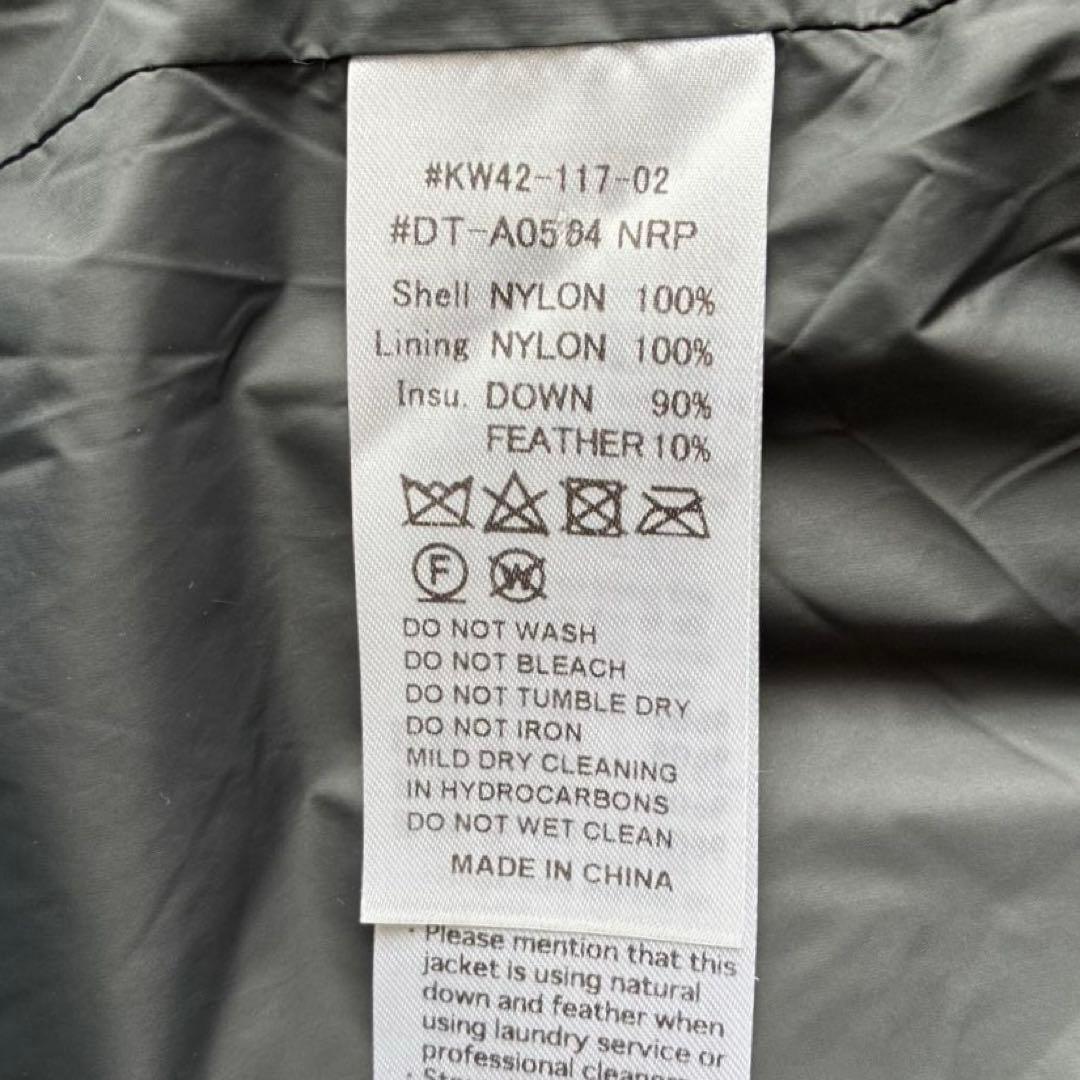 #KW42-117-02
#DT-A0564 NRP
Shell NYLON 100%
Lining NYLON 100%
Insu. DOWN 90%
FEATHER 10%
F W
DO NOT WASH
DO NOT BLEACH
DO NOT TUMBLE DRY
DO NOT IRON
MILD DRY CLEANING
IN HYDROCARBONS
DO NOT WET CLEAN
MADE IN CHINA
・Please mention that this
jacket is using natural
down and feather when
using laundry service or
professional